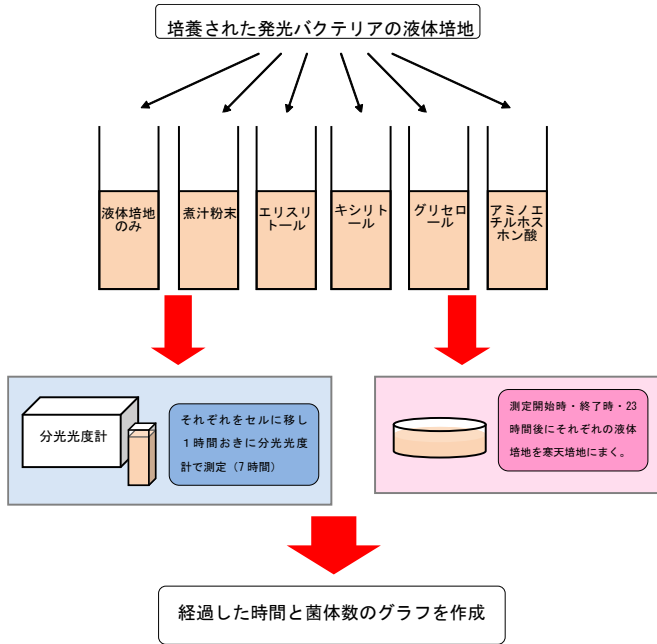 培養された発光バクテリアの液体培地
液体培地
のみ
煮汁粉末
エリスリ
トール
キシリト
ール
グリセロ
ール
アミノエ
チルホス
ホン酸
分光光度計
それぞれをセルに移し
１時間おきに分光光度
計で測定（7時間）
測定開始時・終了時・23
時間後にそれぞれの液体
培地を寒天培地にまく。
経過した時間と菌体数のグラフを作成